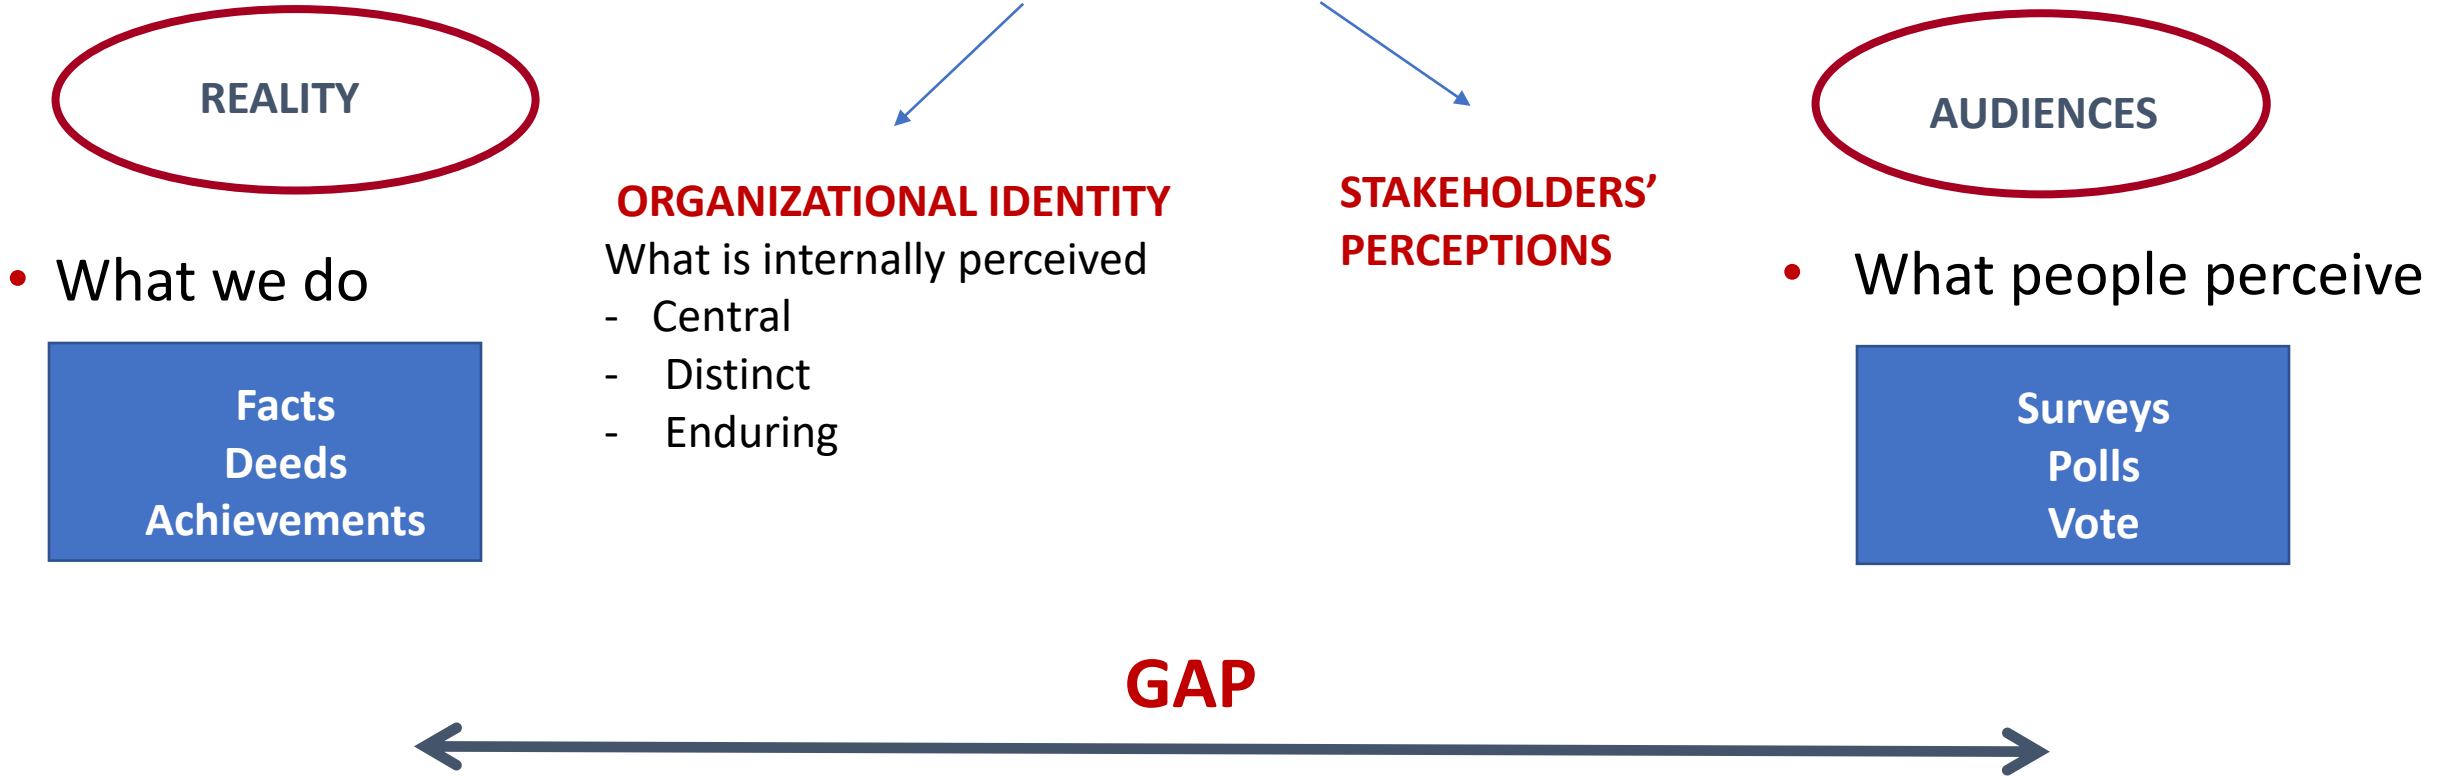 REALITY
• What we do
Facts
Deeds
Achievements
ORGANIZATIONAL IDENTITY
What is internally perceived
- Central
- Distinct
- Enduring
STAKEHOLDERS’
PERCEPTIONS
AUDIENCES
• What people perceive
Surveys
Polls
Vote
GAP